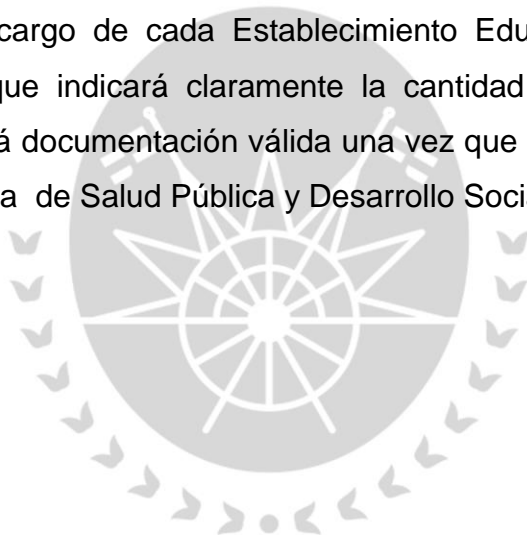 cargo de cada Establecimiento Edu
que indicará claramente la cantidad
á documentación válida una vez que
a de Salud Pública y Desarrollo Soci